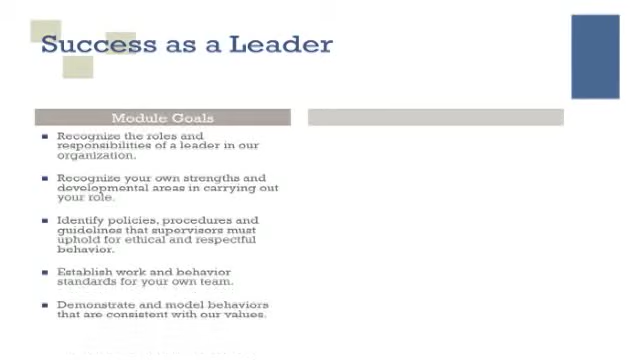 Success as a Leader
Module Goals
Recognize the roles and
responsibilities of a leader in our
organization.
Recognize your own strengths and
developmental areas in carrying out
your role.
Identify policies, procedures and
guidelines that supervisors must
uphold for ethical and respectful
behavior.
Establish work and behavior
standards for your own team.
Demonstrate and model behaviors
that are consistent with our values.